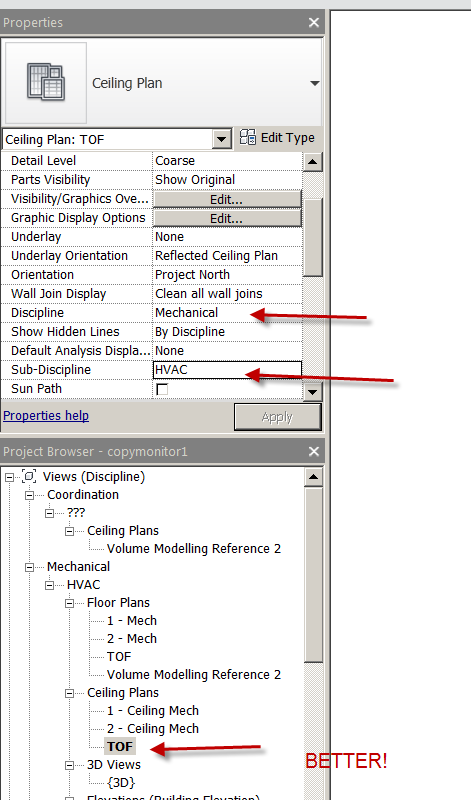 Properties
Ceiling Plan
Ceiling Plan: TOF Edit Type
Detail Level Coarse
Parts Visibility Show Original
Visibility/Graphics Ove... Edit...
Graphic Display Options Edit...
Underlay None
Underlay Orientation Reflected Ceiling Plan
Orientation Project North
Wall Join Display Clean all wall joins
Discipline Mechanical
Show Hidden Lines By Discipline
Default Analysis Displa... None
Sub-Discipline HVAC
Sun Path
Properties help Apply
Project Browser - copymonitor1
Views (Discipline)
Coordination
???
Ceiling Plans
Volume Modelling Reference 2
Mechanical
HVAC
Floor Plans
1 - Mech
2 - Mech
TOF
Volume Modelling Reference 2
Ceiling Plans
1 - Ceiling Mech
2 - Ceiling Mech
TOF
BETTER!
3D Views
{3D}
Elevations (Building Elevation)